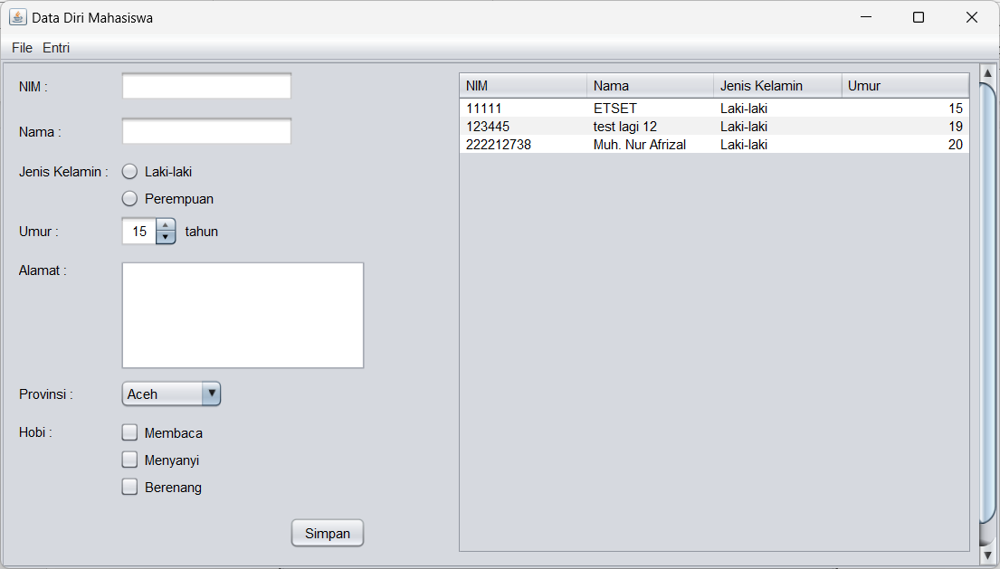 Data Diri Mahasiswa
File Entri
NIM :
Nama :
Jenis Kelamin : Laki-laki
Perempuan
Umur : 15 tahun
Alamat :
Provinsi : Aceh
Hobi : Membaca
Menyanyi
Berenang
Simpan
NIM Nama Jenis Kelamin Umur
11111 ETSET Laki-laki 15
123445 test lagi 12 Laki-laki 19
222212738 Muh. Nur Afrizal Laki-laki 20